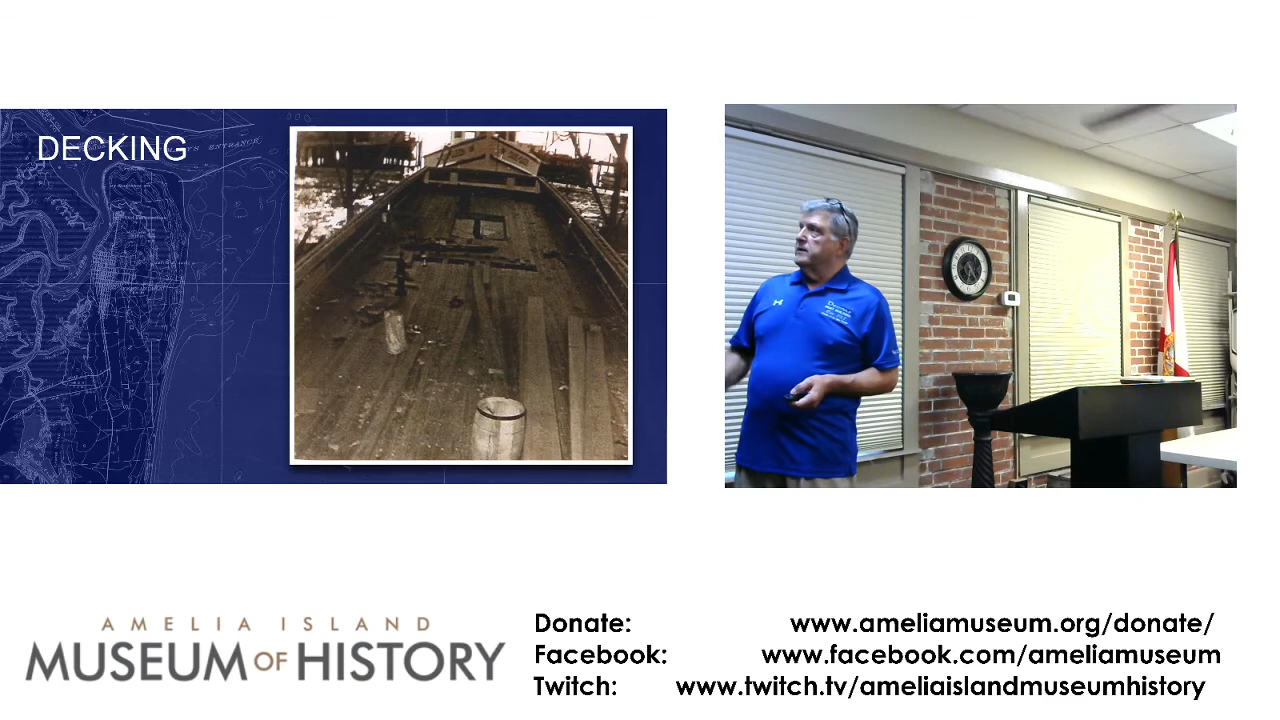 DECKING
AMELIA ISLAND
MUSEUM OF HISTORY
Donate: www.ameliamuseum.org/donate/
Facebook: www.facebook.com/ameliamuseum
Twitch: www.twitch.tv/ameliaislandmuseumhistory